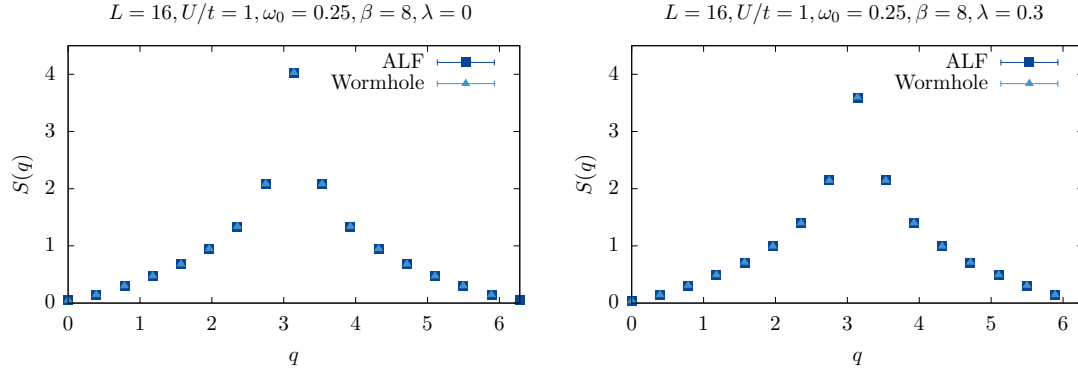 L = 16, U/t = 1, ω₀ = 0.25, β = 8, λ = 0
ALF
Wormhole
S(q)
4
3
2
1
0
0 1 2 3 4 5 6
q
L = 16, U/t = 1, ω₀ = 0.25, β = 8, λ = 0.3
ALF
Wormhole
S(q)
4
3
2
1
0
0 1 2 3 4 5 6
q